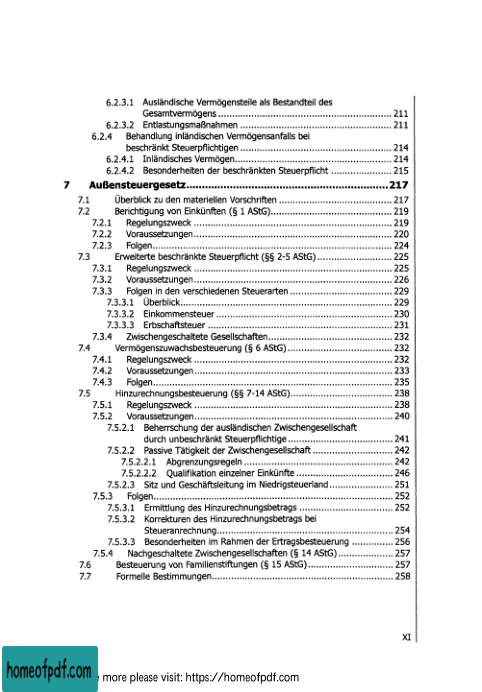 6.2.3.1 Ausländische Vermögensteile als Bestandteil des
Gesamtvermögens ........ 211
6.2.3.2 Entlastungsmaßnahmen ........ 211
6.2.4 Behandlung inländischen Vermögensanfalls bei
beschränkt Steuerpflichtigen ........ 214
6.2.4.1 Inländisches Vermögen........ 214
6.2.4.2 Besonderheiten der beschränkten Steuerpflicht ........ 215
7 Außensteuergesetz........ 217
7.1 Überblick zu den materiellen Vorschriften ........ 217
7.2 Berichtigung von Einkünften (§ 1 AStG)........ 219
7.2.1 Regelungszweck ........ 219
7.2.2 Voraussetzungen........ 220
7.2.3 Folgen........ 224
7.3 Erweiterte beschränkte Steuerpflicht (§§ 2-5 AStG)........ 225
7.3.1 Regelungszweck ........ 225
7.3.2 Voraussetzungen........ 226
7.3.3 Folgen in den verschiedenen Steuerarten ........ 229
7.3.3.1 Überblick........ 229
7.3.3.2 Einkommensteuer ........ 230
7.3.3.3 Erbschaftsteuer ........ 231
7.3.4 Zwischengeschaltete Gesellschaften........ 232
7.4 Vermögenszuwachsbesteuerung (§ 6 AStG)........ 232
7.4.1 Regelungszweck ........ 232
7.4.2 Voraussetzungen........ 233
7.4.3 Folgen........ 235
7.5 Hinzurechnungsbesteuerung (§§ 7-14 AStG)........ 238
7.5.1 Regelungszweck ........ 238
7.5.2 Voraussetzungen........ 240
7.5.2.1 Beherrschung der ausländischen Zwischengesellschaft
durch unbeschränkt Steuerpflichtige ........ 241
7.5.2.2 Passive Tätigkeit der Zwischengesellschaft ........ 242
7.5.2.2.1 Abgrenzungsregeln ........ 242
7.5.2.2.2 Qualifikation einzelner Einkünfte ........ 246
7.5.2.3 Sitz und Geschäftsleitung im Niedrigsteuerland........ 251
7.5.3 Folgen........ 252
7.5.3.1 Ermittlung des Hinzurechnungsbetrags ........ 252
7.5.3.2 Korrekturen des Hinzurechnungsbetrags bei
Steueranrechnung........ 254
7.5.3.3 Besonderheiten im Rahmen der Ertragsbesteuerung ........ 256
7.5.4 Nachgeschaltete Zwischengesellschaften (§ 14 AStG)........ 257
7.6 Besteuerung von Familienstiftungen (§ 15 AStG)........ 257
7.7 Formelle Bestimmungen........ 258
XI
homeofpdf.com
more please visit: https://homeofpdf.com